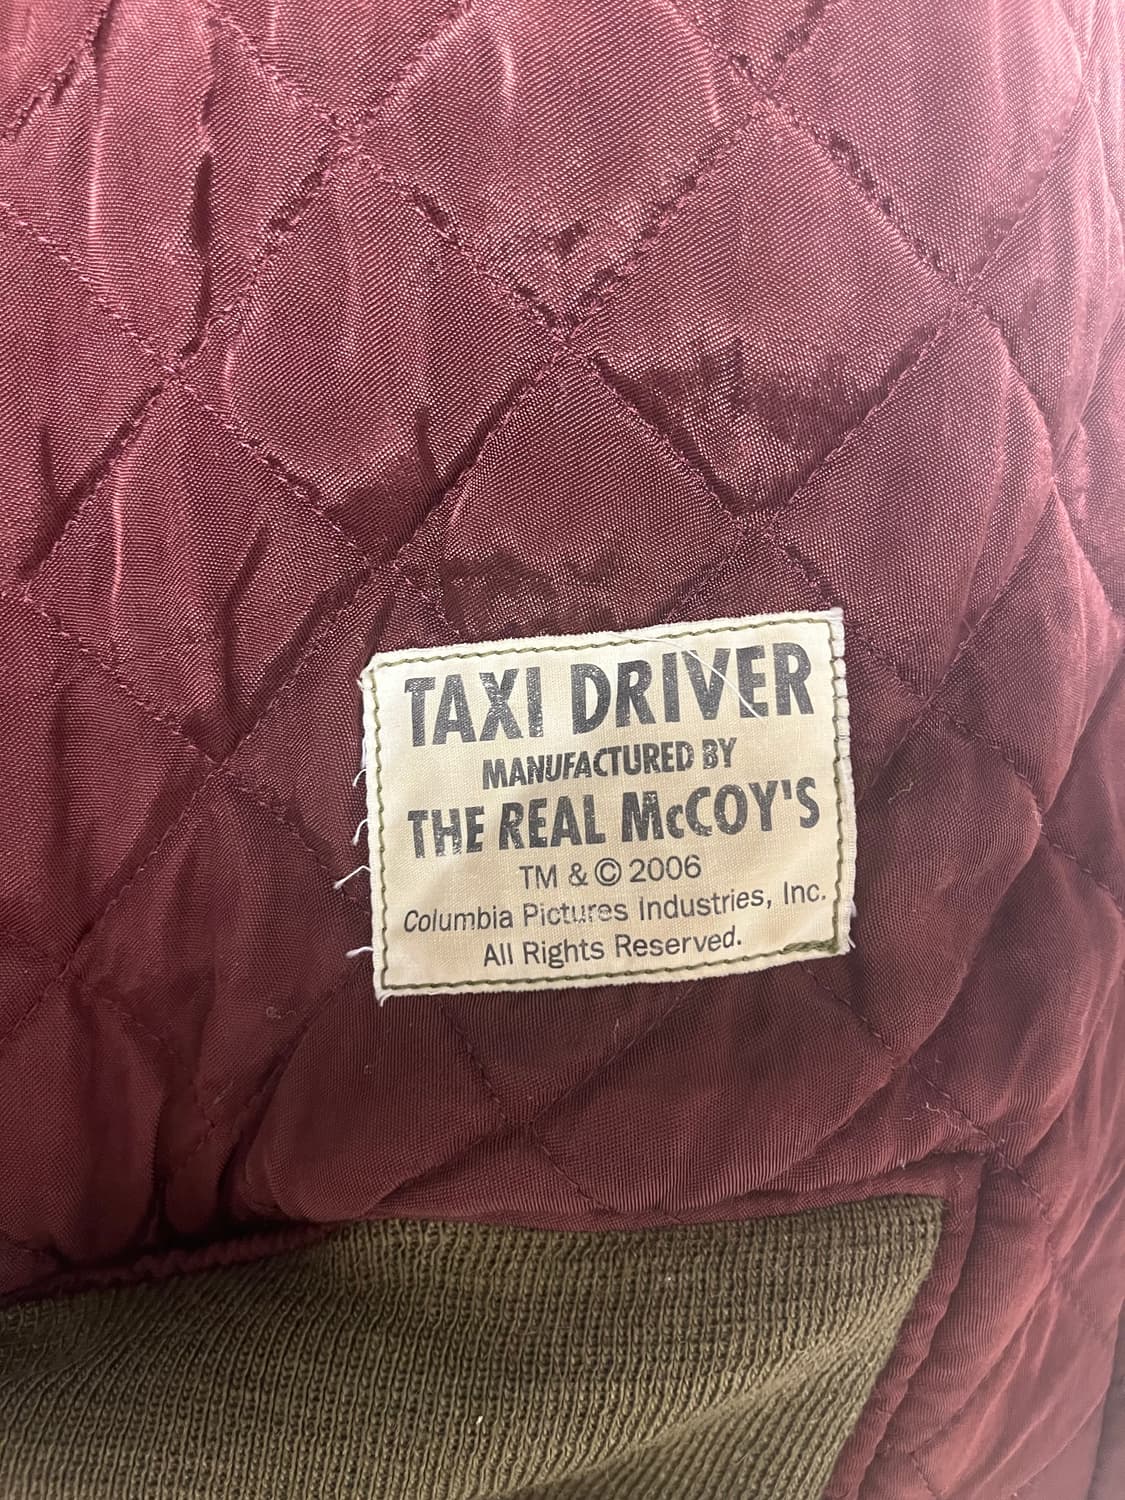 TAXI DRIVER
MANUFACTURED BY
THE REAL McCOY'S
TM & © 2006
Columbia Pictures Industries, Inc.
All Rights Reserved.